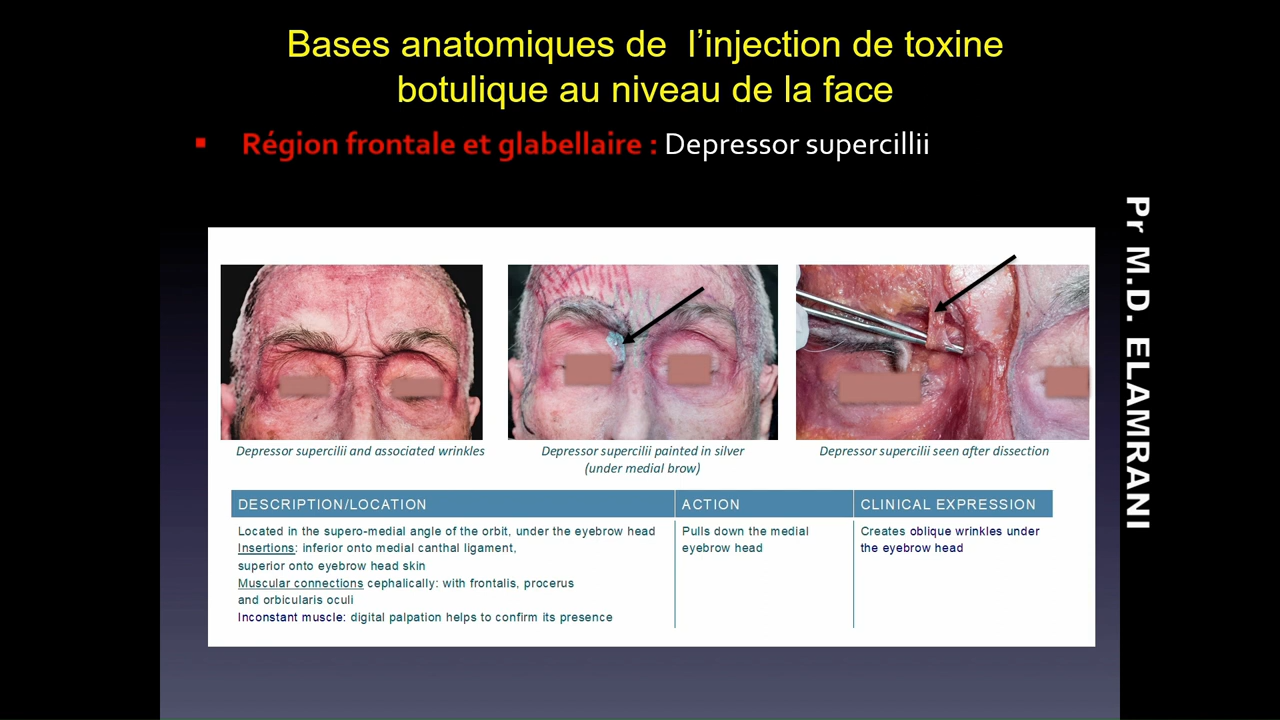 Bases anatomiques de  l’injection de toxine
botulique au niveau de la face
▪ Région frontale et glabellaire : Depressor supercillii
Pr M.D. ELAMRANI
Depressor supercilii and associated wrinkles
Depressor supercilii painted in silver
(under medial brow)
Depressor supercilii seen after dissection
DESCRIPTION/LOCATION
Located in the supero-medial angle of the orbit, under the eyebrow head
Insertions: inferior onto medial canthal ligament,
superior onto eyebrow head skin
Muscular connections cephalically: with frontalis, procerus
and orbicularis oculi
Inconstant muscle: digital palpation helps to confirm its presence
ACTION
Pulls down the medial
eyebrow head
CLINICAL EXPRESSION
Creates oblique wrinkles under
the eyebrow head